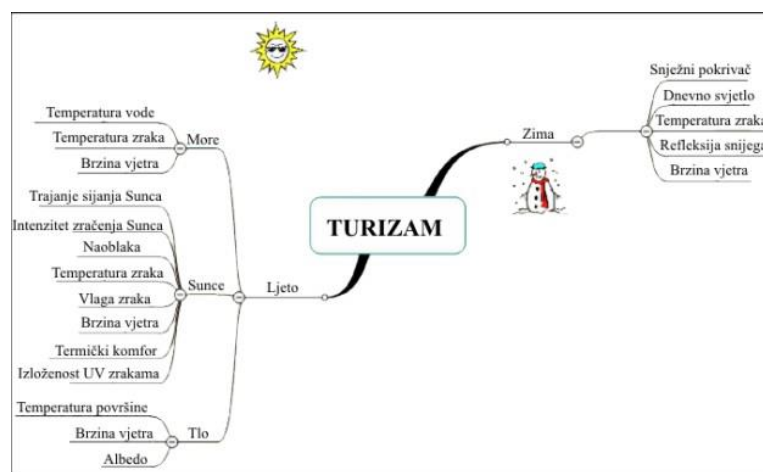 TURIZAM
Zima
Snježni pokrivač
Dnevno svjetlo
Temperatura zraka
Refleksija snijega
Brzina vjetra
Ljeto
More
Temperatura vode
Temperatura zraka
Brzina vjetra
Sunce
Trajanje sijanja Sunca
Intenzitet zračenja Sunca
Naoblaka
Temperatura zraka
Vlaga zraka
Brzina vjetra
Termički komfor
Izloženost UV zrakama
Tlo
Temperatura površine
Brzina vjetra
Albedo